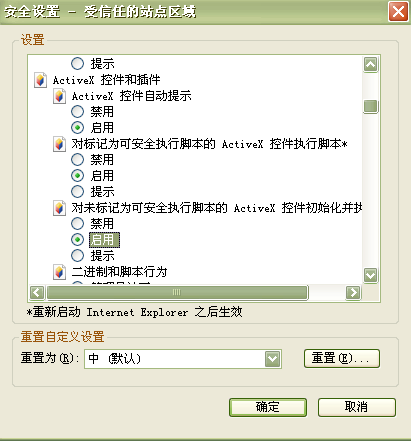 安全设置 - 受信任的站点区域
设置
提示
ActiveX 控件和插件
ActiveX 控件自动提示
禁用
启用
对标记为可安全执行脚本的 ActiveX 控件执行脚本*
禁用
启用
提示
对未标记为可安全执行脚本的 ActiveX 控件初始化并执
禁用
启用
提示
二进制和脚本行为
*重新启动 Internet Explorer 之后生效
重置自定义设置
重置为(R): 中 (默认) 重置(E)...
确定 取消